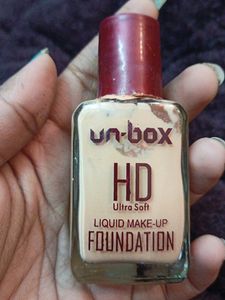 un-box
HD
Ultra Soft
LIQUID MAKE-UP
FOUNDATION